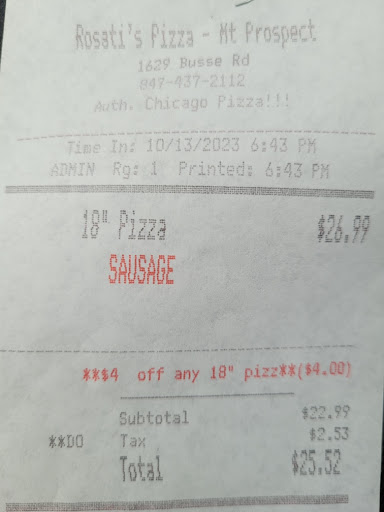 Rosati's Pizza - Mt Prospect
1629 Busse Rd
847-437-2112
Auth. Chicago Pizza!!!
Time In: 10/13/2023 6:43 PM
ADMIN Rg: 1 Printed: 6:43 PM
18" Pizza $26.99
SAUSAGE
**$4 off any 18" pizz**($4.00)
Subtotal $22.99
**DO Tax $2.53
Total $25.52